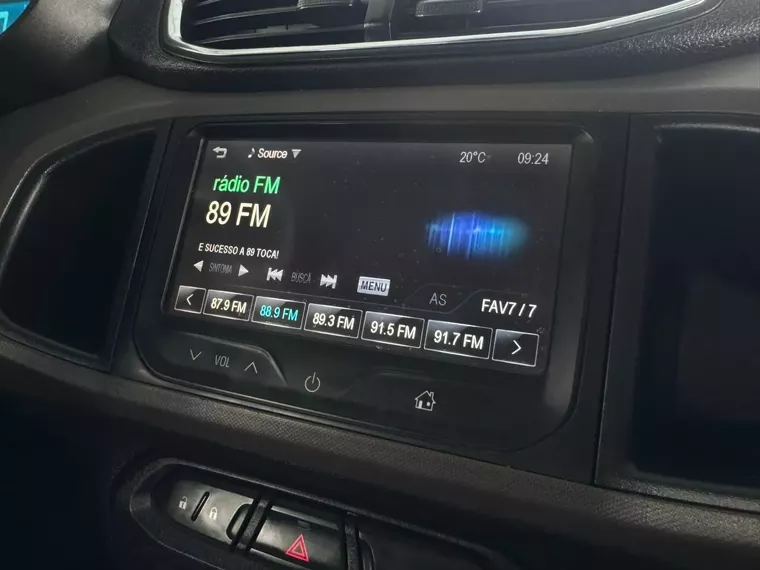 Source 20°C 09:24
rádio FM
89 FM
E SUCESSO A 89 TOCA!
SINTONIA BUSCA MENU AS FAV7 / 7
87.9 FM 88.9 FM 89.3 FM 91.5 FM 91.7 FM
VOL